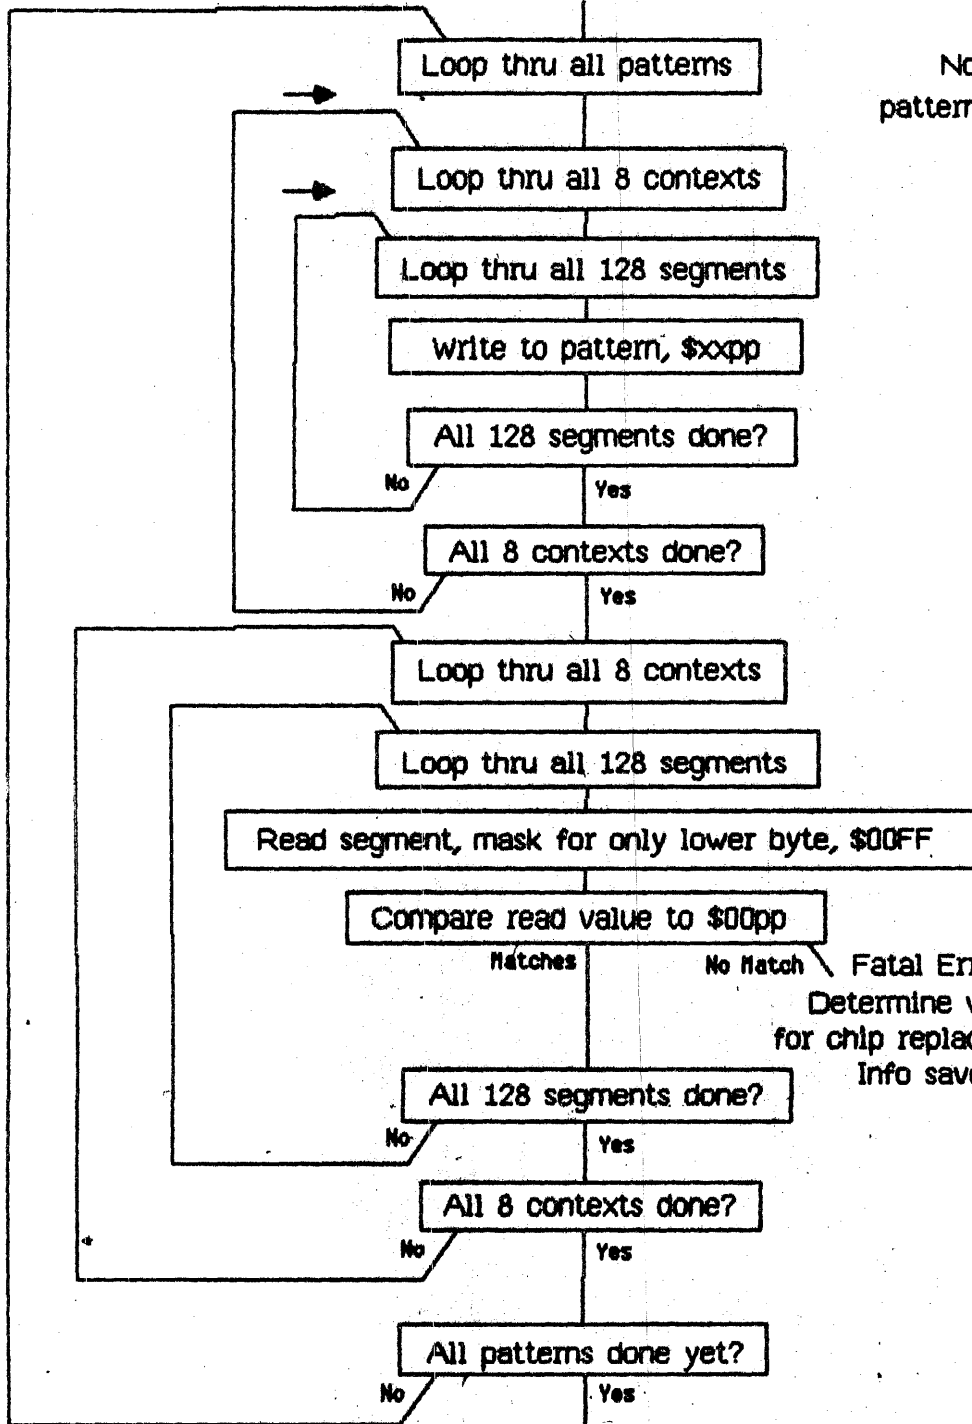 Loop thru all patterns
No
pattern
Loop thru all 8 contexts
Loop thru all 128 segments
Write to pattern, $xxpp
All 128 segments done?
No
Yes
All 8 contexts done?
No
Yes
Loop thru all 8 contexts
Loop thru all 128 segments
Read segment, mask for only lower byte, $00FF
Compare read value to $00pp
Matches
No Match
Fatal Err
Determine
for chip replac
Info save
All 128 segments done?
No
Yes
All 8 contexts done?
No
Yes
All patterns done yet?
No
Yes